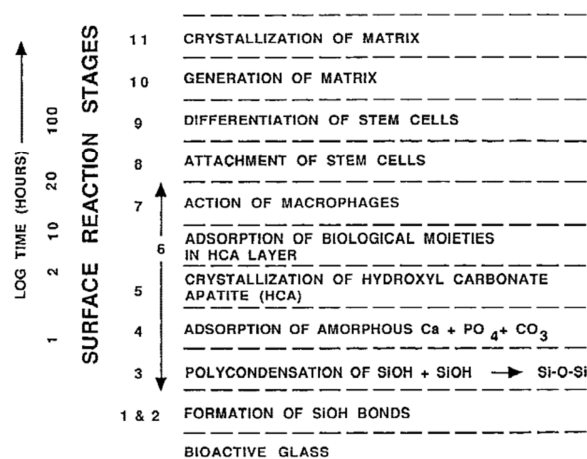 LOG TIME (HOURS)
1
2
10
20
100
SURFACE REACTION STAGES
11 CRYSTALLIZATION OF MATRIX
10 GENERATION OF MATRIX
9 DIFFERENTIATION OF STEM CELLS
8 ATTACHMENT OF STEM CELLS
7 ACTION OF MACROPHAGES
6 ADSORPTION OF BIOLOGICAL MOIETIES
IN HCA LAYER
5 CRYSTALLIZATION OF HYDROXYL CARBONATE
APATITE (HCA)
4 ADSORPTION OF AMORPHOUS Ca + PO4+ CO3
3 POLYCONDENSATION OF SiOH + SiOH → Si-O-Si
1 & 2 FORMATION OF SiOH BONDS
BIOACTIVE GLASS